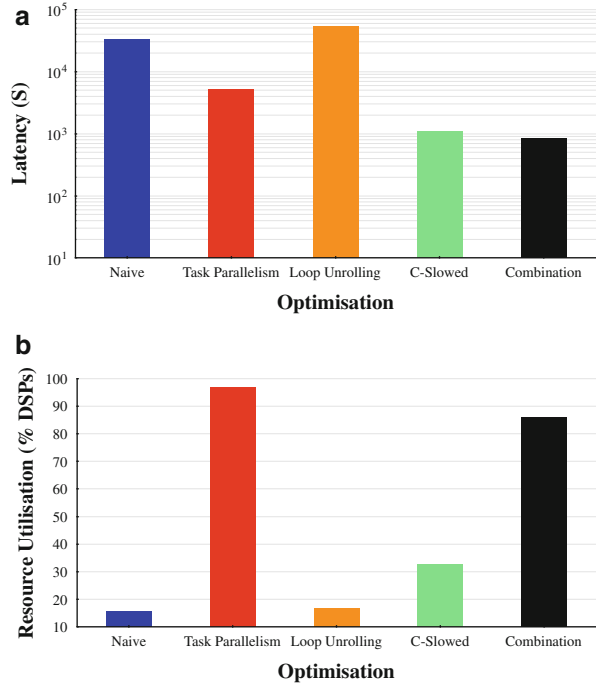 a
10^5
10^4
10^3
10^2
10^1
Latency (S)
Naive Task Parallelism Loop Unrolling C-Slowed Combination
Optimisation
b
100
90
80
70
60
50
40
30
20
10
Resource Utilisation (% DSPs)
Naive Task Parallelism Loop Unrolling C-Slowed Combination
Optimisation